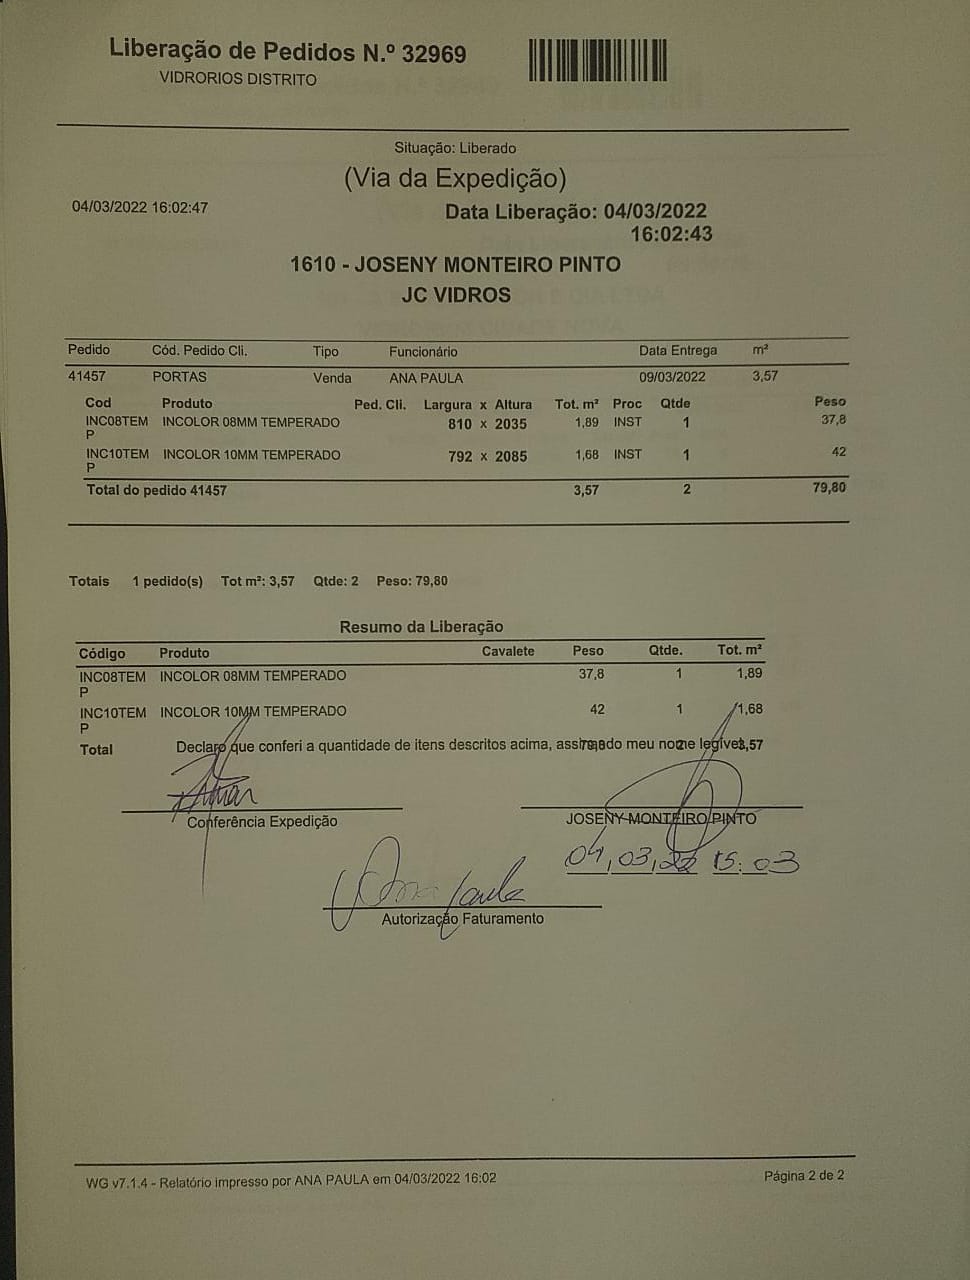 Liberação de Pedidos N.º 32969
VIDRORIOS DISTRITO
Situação: Liberado
(Via da Expedição)
04/03/2022 16:02:47
Data Liberação: 04/03/2022
16:02:43
1610 - JOSENY MONTEIRO PINTO
JC VIDROS
Pedido Cód. Pedido Cli. Tipo Funcionário Data Entrega m²
41457 PORTAS Venda ANA PAULA 09/03/2022 3,57
Cod Produto Ped. Cli. Largura x Altura Tot. m² Proc Qtde Peso
INC08TEM INCOLOR 08MM TEMPERADO 810 x 2035 1,89 INST 1 37,8
P
INC10TEM INCOLOR 10MM TEMPERADO 792 x 2085 1,68 INST 1 42
P
Total do pedido 41457 3,57 2 79,80
Totais 1 pedido(s) Tot m²: 3,57 Qtde: 2 Peso: 79,80
Resumo da Liberação
Código Produto Cavalete Peso Qtde. Tot. m²
INC08TEM INCOLOR 08MM TEMPERADO 37,8 1 1,89
P
INC10TEM INCOLOR 10MM TEMPERADO 42 1 1,68
P
Total 79,8 2 3,57
Declaro que conferi a quantidade de itens descritos acima, assinado meu nome legível.
Conferência Expedição
JOSENY MONTEIRO PINTO
04,03,22 15:03
Ana Paula
Autorização Faturamento
WG v7.1.4 - Relatório impresso por ANA PAULA em 04/03/2022 16:02
Página 2 de 2